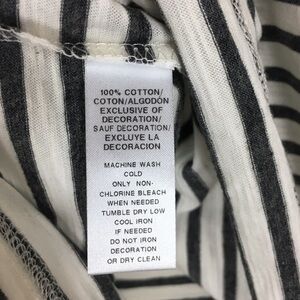 100% COTTON/
COTON/ALGODÓN
EXCLUSIVE OF
DECORATION/
SAUF DECORATION/
EXCLUYE LA
DECORACION
MACHINE WASH
COLD
ONLY NON-
CHLORINE BLEACH
WHEN NEEDED
TUMBLE DRY LOW
COOL IRON
IF NEEDED
DO NOT IRON
DECORATION
OR DRY CLEAN